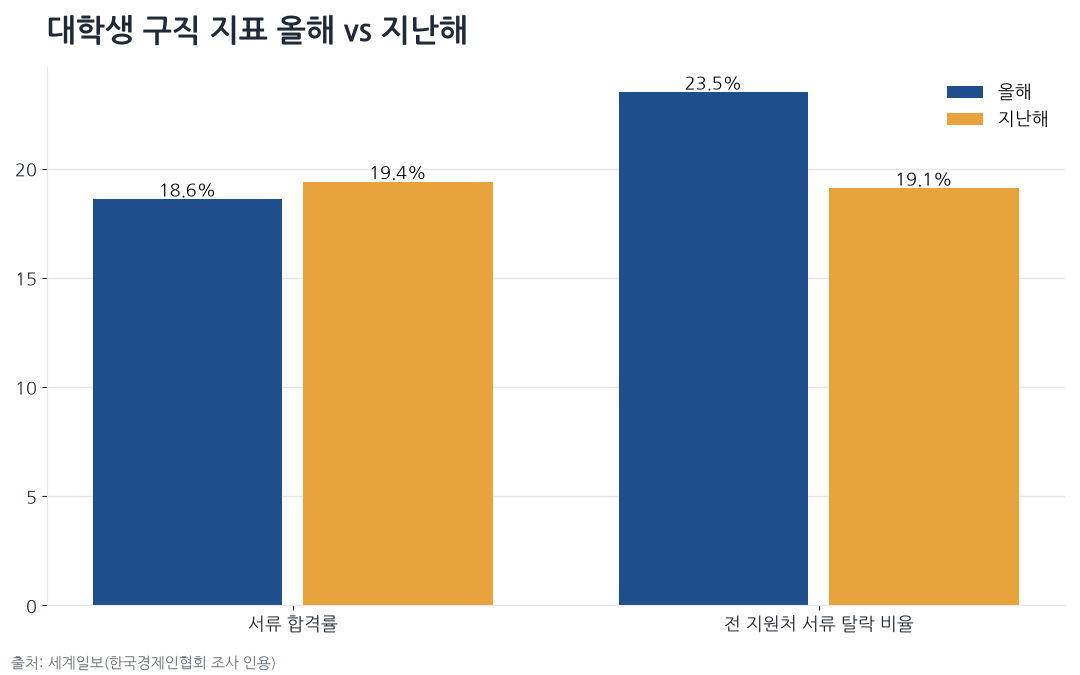 대학생 구직 지표 올해 vs 지난해
올해
지난해
23.5%
19.4%
19.1%
18.6%
20
15
10
5
0
서류 합격률
전 지원처 서류 탈락 비율
출처: 세계일보(한국경제인협회 조사 인용)